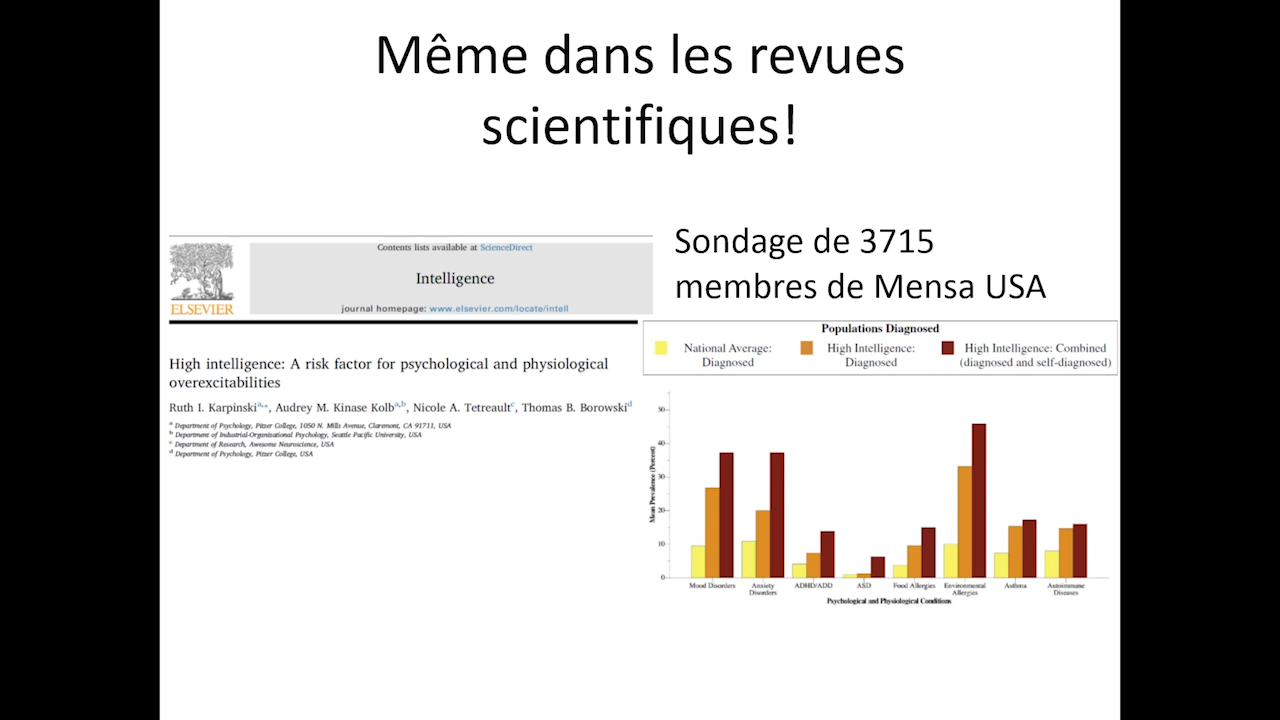 Même dans les revues
scientifiques!
Contents lists available at ScienceDirect
Intelligence
journal homepage: www.elsevier.com/locate/intell
ELSEVIER
High intelligence: A risk factor for psychological and physiological
overexcitabilities
Ruth I. Karpinskia,*, Audrey M. Kinase Kolba,b, Nicole A. Tetreaultc, Thomas B. Borowskid
a Department of Psychology, Pitzer College, 1050 N. Mills Avenue, Claremont, CA 91711, USA
b Department of Industrial-Organizational Psychology, Seattle Pacific University, USA
c Department of Research, Awesome Neuroscience, USA
d Department of Psychology, Pitzer College, USA
Sondage de 3715
membres de Mensa USA
Populations Diagnosed
National Average:
Diagnosed
High Intelligence:
Diagnosed
High Intelligence: Combined
(diagnosed and self-diagnosed)
Mean Prevalence (Percent)
50
40
30
20
10
0
Mood Disorders
Anxiety
Disorders
ADHD/ADD
ASD
Food Allergies
Environmental
Allergies
Asthma
Autoimmune
Diseases
Psychological and Physiological Conditions